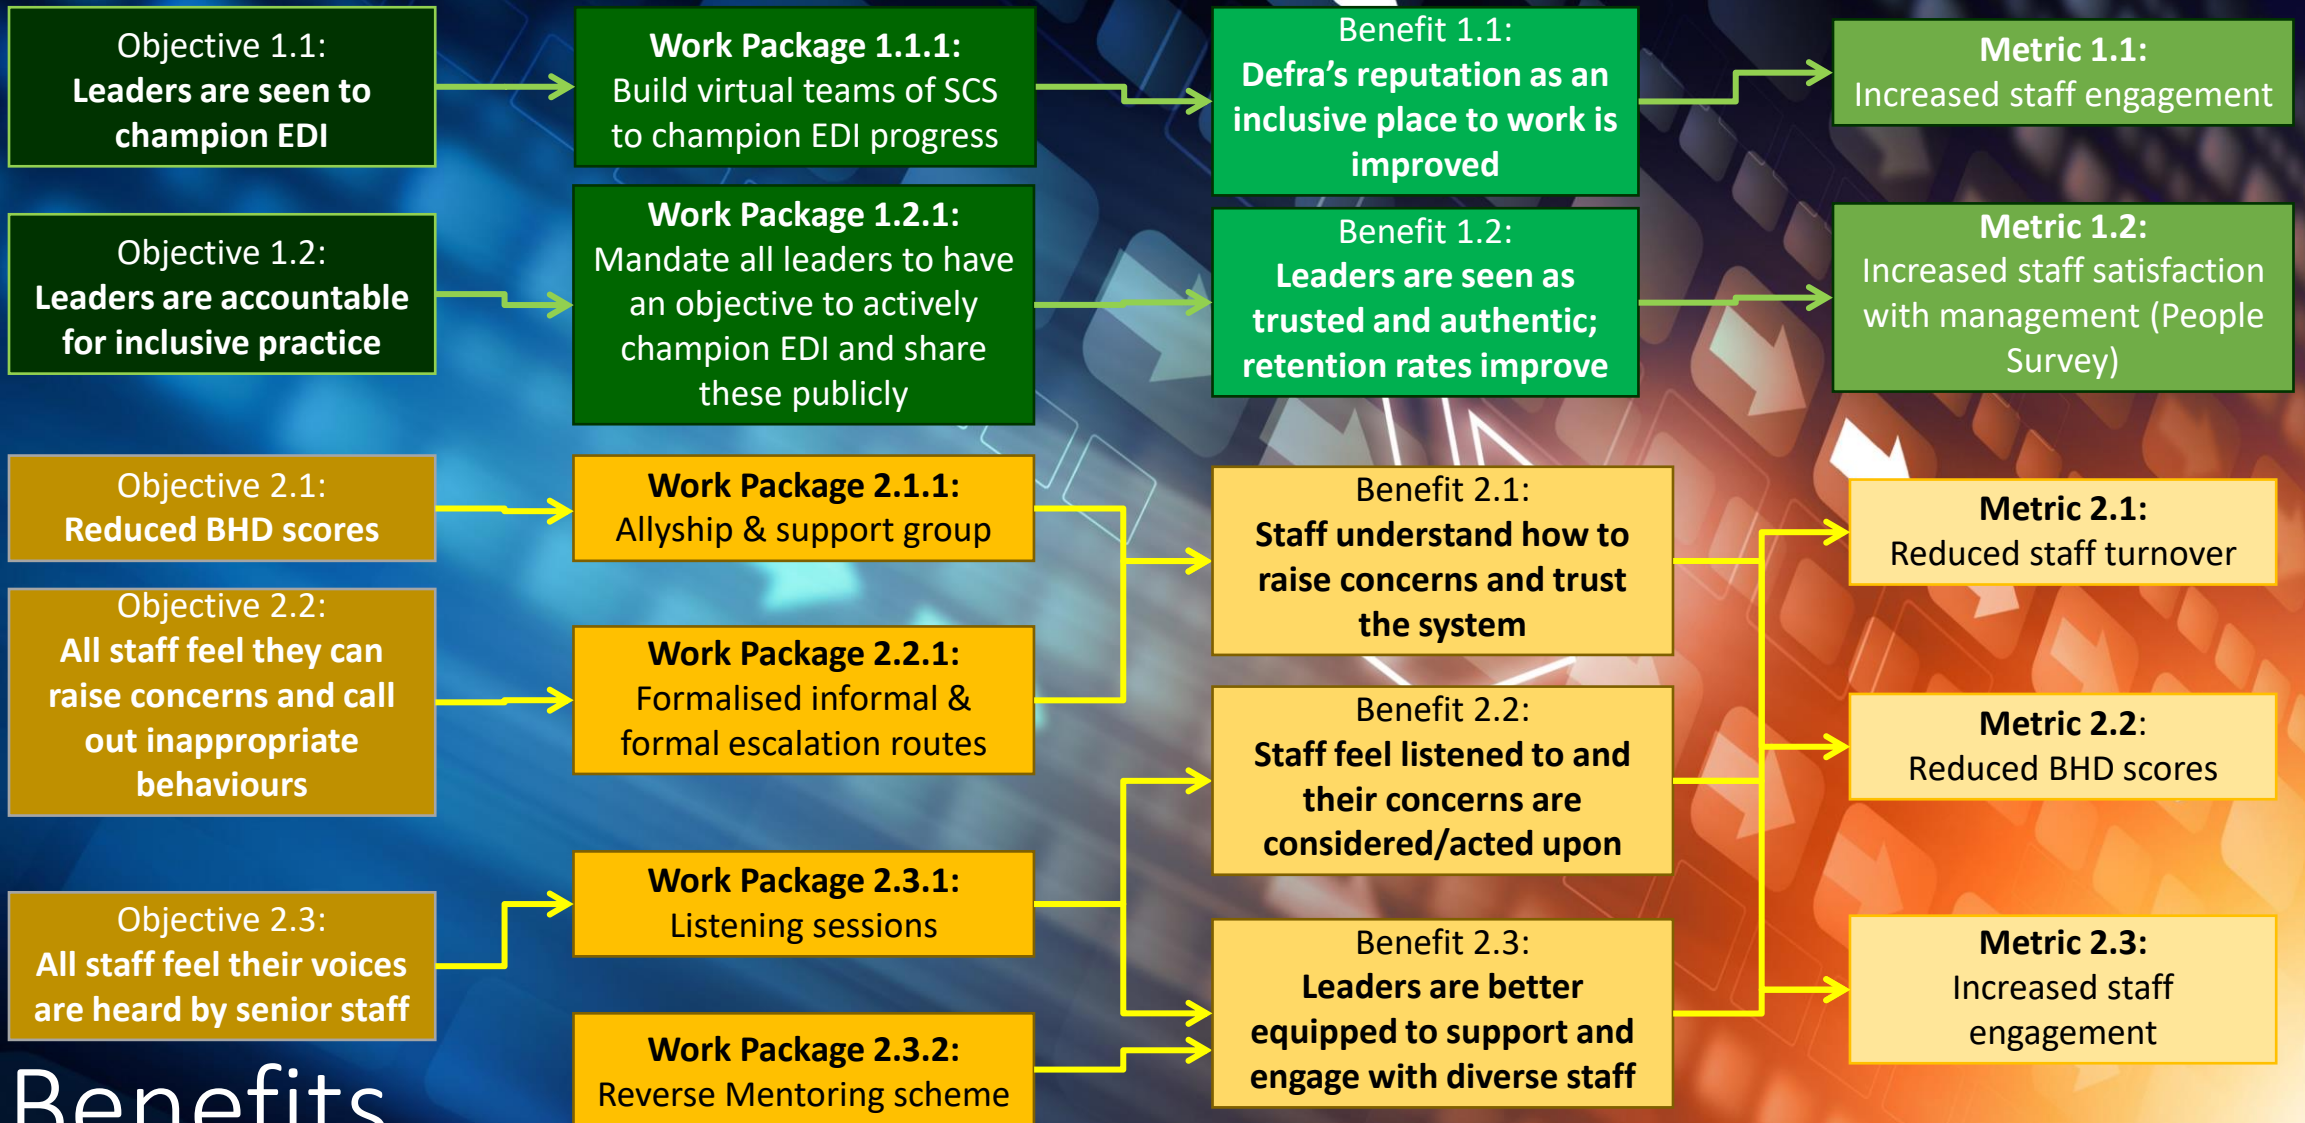 Objective 1.1:
Leaders are seen to
champion EDI
Work Package 1.1.1:
Build virtual teams of SCS
to champion EDI progress
Benefit 1.1:
Defra's reputation as an
inclusive place to work is
improved
Metric 1.1:
Increased staff engagement
Objective 1.2:
Leaders are accountable
for inclusive practice
Work Package 1.2.1:
Mandate all leaders to have
an objective to actively
champion EDI and share
these publicly
Benefit 1.2:
Leaders are seen as
trusted and authentic;
retention rates improve
Metric 1.2:
Increased staff satisfaction
with management (People
Survey)
Objective 2.1:
Reduced BHD scores
Work Package 2.1.1:
Allyship & support group
Benefit 2.1:
Staff understand how to
raise concerns and trust
the system
Metric 2.1:
Reduced staff turnover
Objective 2.2:
All staff feel they can
raise concerns and call
out inappropriate
behaviours
Work Package 2.2.1:
Formalised informal &
formal escalation routes
Benefit 2.2:
Staff feel listened to and
their concerns are
considered/acted upon
Metric 2.2:
Reduced BHD scores
Objective 2.3:
All staff feel their voices
are heard by senior staff
Work Package 2.3.1:
Listening sessions
Benefit 2.3:
Leaders are better
equipped to support and
engage with diverse staff
Metric 2.3:
Increased staff
engagement
Work Package 2.3.2:
Reverse Mentoring scheme
Benefits